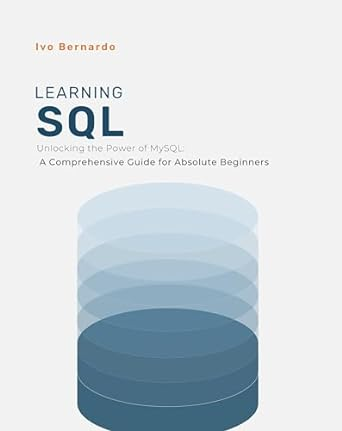 Ivo Bernardo
LEARNING
SQL
Unlocking the Power of MySQL:
A Comprehensive Guide for Absolute Beginners